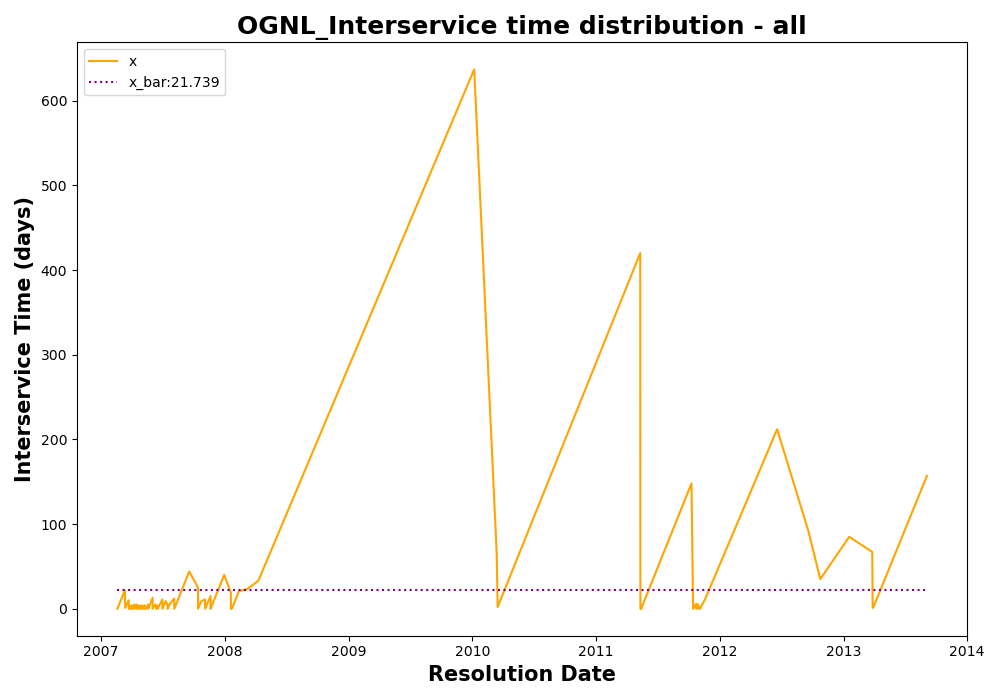 OGNL_Interservice time distribution - all
x
x_bar:21.739
Interservice Time (days)
600
500
400
300
200
100
0
2007 2008 2009 2010 2011 2012 2013 2014
Resolution Date